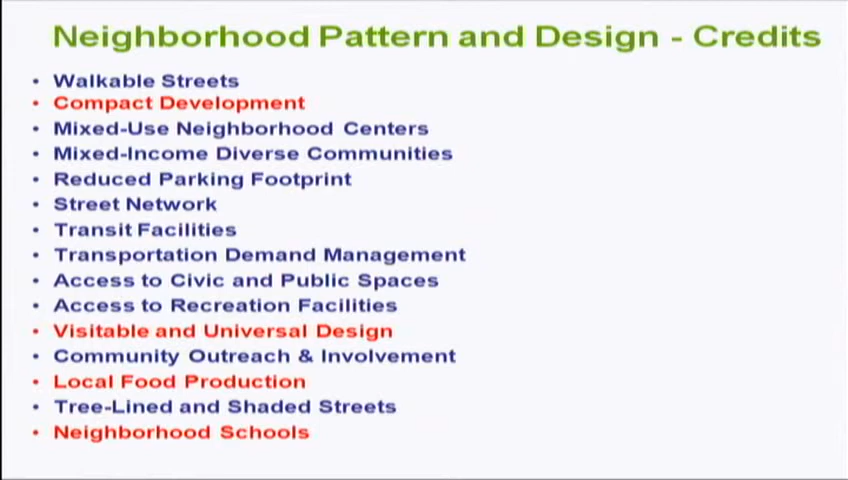 Neighborhood Pattern and Design - Credits
• Walkable Streets
• Compact Development
• Mixed-Use Neighborhood Centers
• Mixed-Income Diverse Communities
• Reduced Parking Footprint
• Street Network
• Transit Facilities
• Transportation Demand Management
• Access to Civic and Public Spaces
• Access to Recreation Facilities
• Visitable and Universal Design
• Community Outreach & Involvement
• Local Food Production
• Tree-Lined and Shaded Streets
• Neighborhood Schools